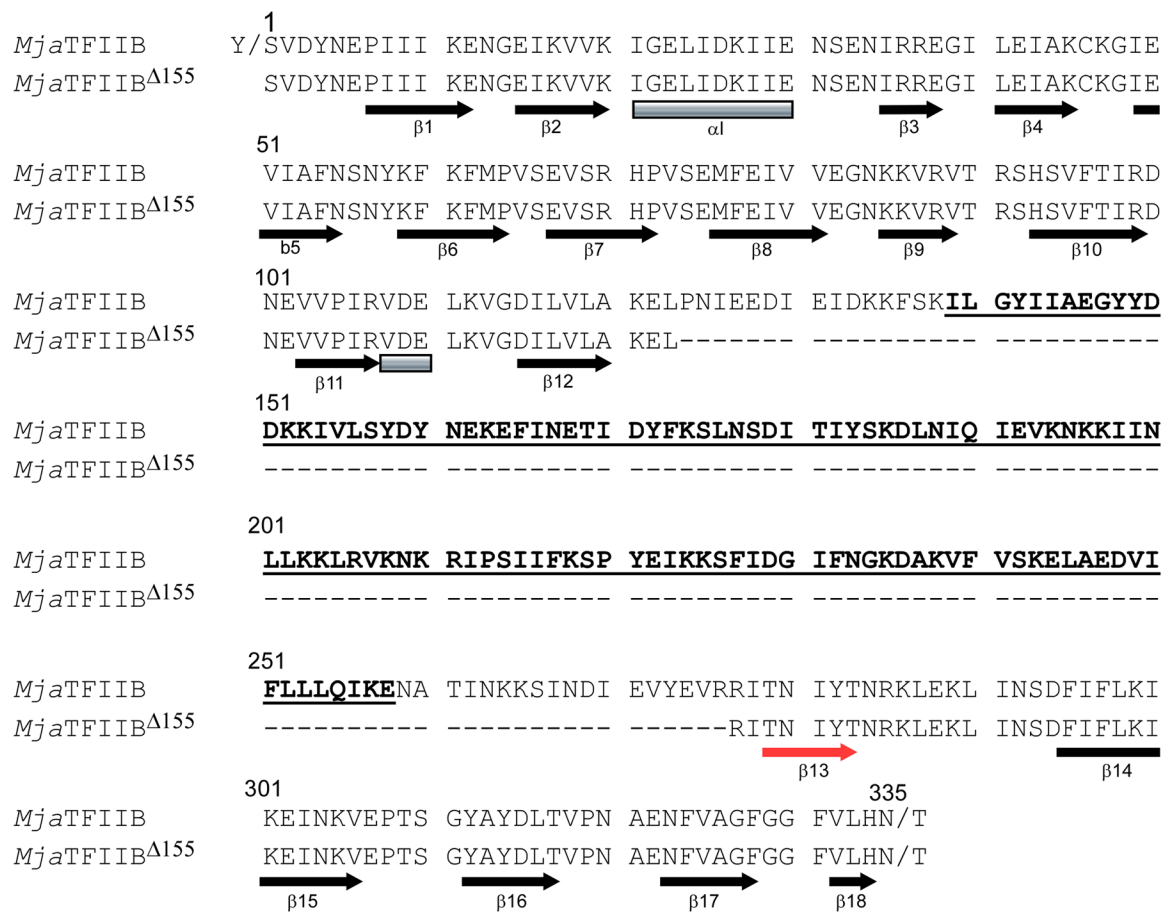 1
MjaTFIIB Y/SVDYNEPIII KENGEIKVVK IGELIDKIIE NSENIRREGI LEIAKCKGIE
MjaTFIIBΔ155 SVDYNEPIII KENGEIKVVK IGELIDKIIE NSENIRREGI LEIAKCKGIE
β1 β2 αI β3 β4
51
MjaTFIIB VIAFNSNYKF KFMPVSEVSR HPVSEMFEIV VEGNKKVRVT RSHSVFTIRD
MjaTFIIBΔ155 VIAFNSNYKF KFMPVSEVSR HPVSEMFEIV VEGNKKVRVT RSHSVFTIRD
b5 β6 β7 β8 β9 β10
101
MjaTFIIB NEVVPIRVDE LKVGDILVLA KELPNIEEDI EIDKKFSKIL GYIIAEGYYD
MjaTFIIBΔ155 NEVVPIRVDE LKVGDILVLA KEL------- ---------- ----------
β11 β12
151
MjaTFIIB DKKIVLSYDY NEKEFINETI DYFKSLNSDI TIYSKDLNIQ IEVKNKKIIN
MjaTFIIBΔ155 ---------- ---------- ---------- ---------- ----------
201
MjaTFIIB LLKKLRVKNK RIPSIIFKSP YEIKKSFIDG IFNGKDAKVF VSKELAEDVI
MjaTFIIBΔ155 ---------- ---------- ---------- ---------- ----------
251
MjaTFIIB FLLLQIKENA TINKKSINDI EVYEVRRITN IYTNRKLEKL INSDFIFLKI
MjaTFIIBΔ155 ---------- ---------- ------RITN IYTNRKLEKL INSDFIFLKI
β13 β14
301 335
MjaTFIIB KEINKVEPTS GYAYDLTVPN AENFVAGFGG FVLHN/T
MjaTFIIBΔ155 KEINKVEPTS GYAYDLTVPN AENFVAGFGG FVLHN/T
β15 β16 β17 β18